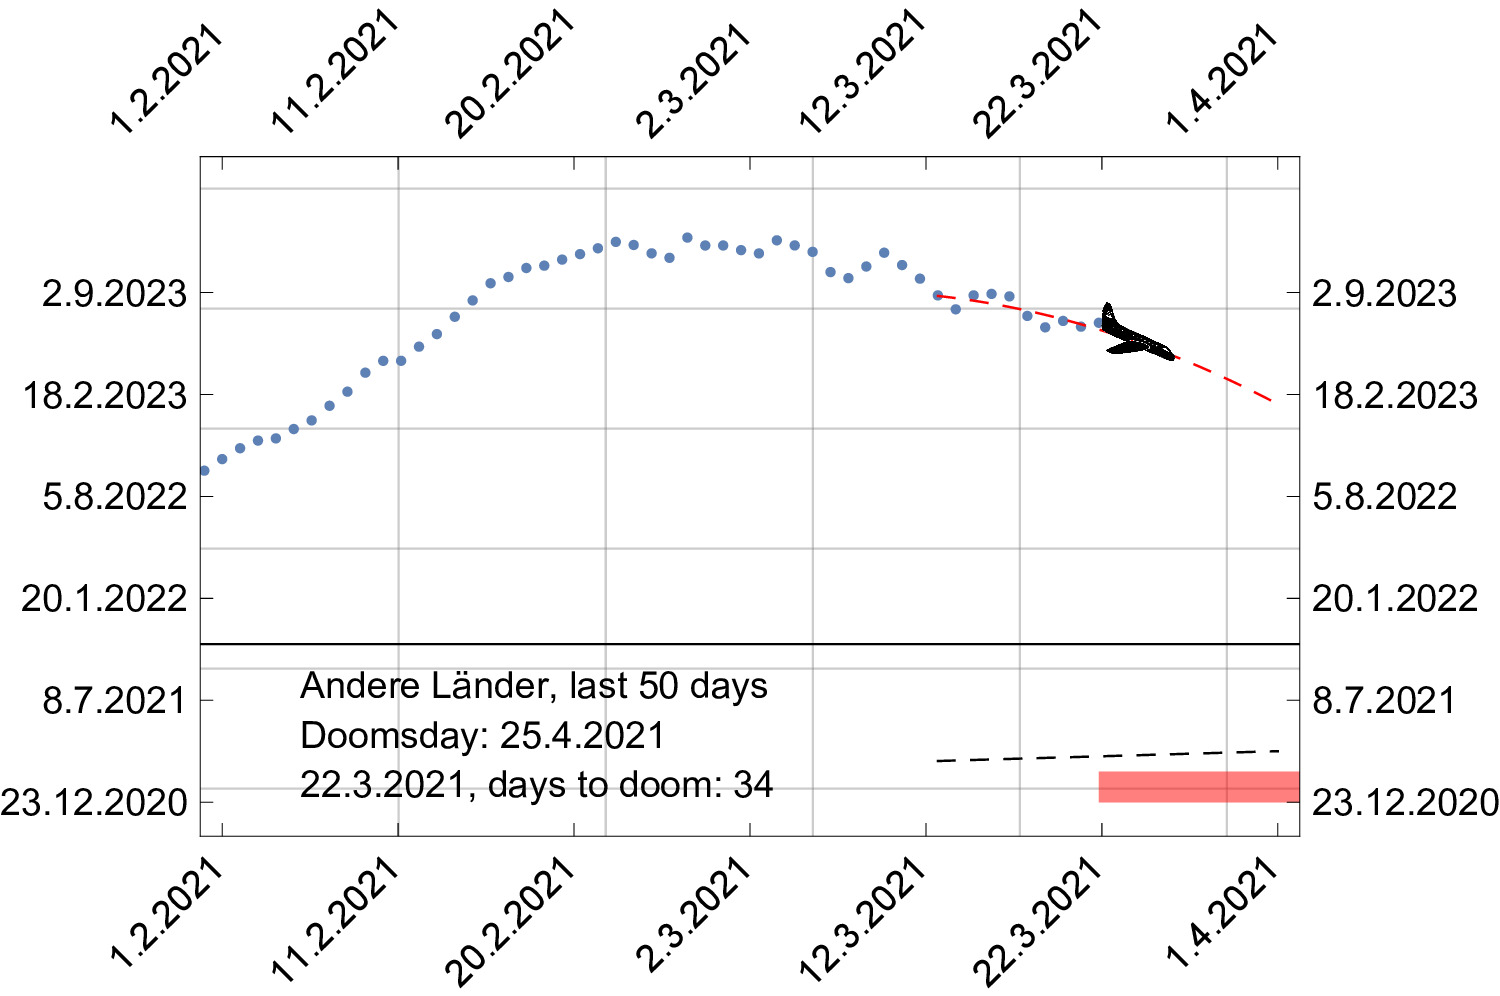 1.2.2021 11.2.2021 20.2.2021 2.3.2021 12.3.2021 22.3.2021 1.4.2021
2.9.2023 2.9.2023
18.2.2023 18.2.2023
5.8.2022 5.8.2022
20.1.2022 20.1.2022
Andere Länder, last 50 days
8.7.2021 8.7.2021
Doomsday: 25.4.2021
22.3.2021, days to doom: 34
23.12.2020 23.12.2020
1.2.2021 11.2.2021 20.2.2021 2.3.2021 12.3.2021 22.3.2021 1.4.2021